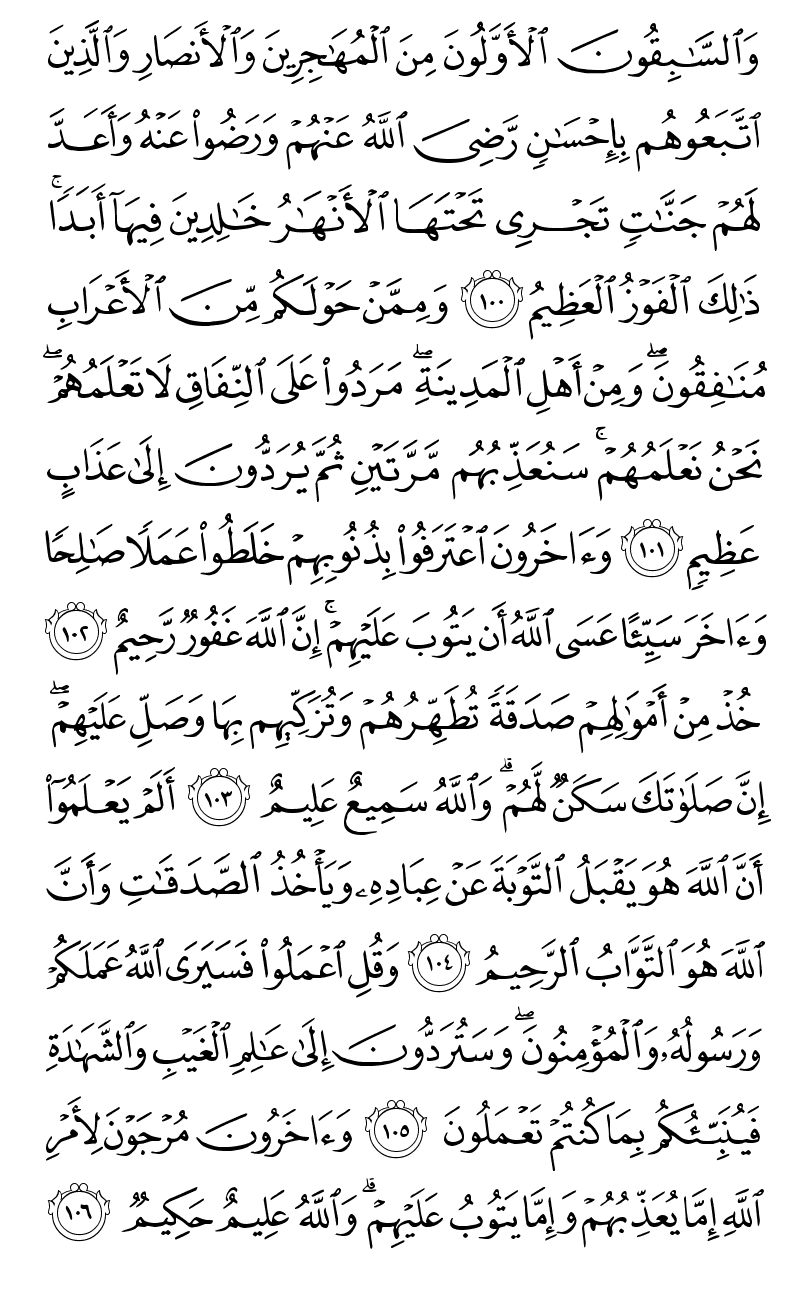 وَٱلسَّـٰبِقُونَ ٱلْأَوَّلُونَ مِنَ ٱلْمُهَـٰجِرِينَ وَٱلْأَنصَارِ وَٱلَّذِينَ
ٱتَّبَعُوهُم بِإِحْسَـٰنٍ رَّضِىَ ٱللَّهُ عَنْهُمْ وَرَضُوا۟ عَنْهُ وَأَعَدَّ
لَهُمْ جَنَّـٰتٍ تَجْرِى تَحْتَهَا ٱلْأَنْهَـٰرُ خَـٰلِدِينَ فِيهَآ أَبَدًا ۚ
ذَٰلِكَ ٱلْفَوْزُ ٱلْعَظِيمُ ١٠٠ وَمِمَّنْ حَوْلَكُم مِّنَ ٱلْأَعْرَابِ
مُنَـٰفِقُونَ ۖ وَمِنْ أَهْلِ ٱلْمَدِينَةِ ۖ مَرَدُوا۟ عَلَى ٱلنِّفَاقِ لَا تَعْلَمُهُمْ ۖ
نَحْنُ نَعْلَمُهُمْ ۚ سَنُعَذِّبُهُم مَّرَّتَيْنِ ثُمَّ يُرَدُّونَ إِلَىٰ عَذَابٍ
عَظِيمٍ ١٠١ وَءَاخَرُونَ ٱعْتَرَفُوا۟ بِذُنُوبِهِمْ خَلَطُوا۟ عَمَلًا صَـٰلِحًا
وَءَاخَرَ سَيِّئًا عَسَى ٱللَّهُ أَن يَتُوبَ عَلَيْهِمْ ۚ إِنَّ ٱللَّهَ غَفُورٌ رَّحِيمٌ ١٠٢
خُذْ مِنْ أَمْوَٰلِهِمْ صَدَقَةً تُطَهِّرُهُمْ وَتُزَكِّيهِم بِهَا وَصَلِّ عَلَيْهِمْ ۖ
إِنَّ صَلَوٰتَكَ سَكَنٌ لَّهُمْ ۗ وَٱللَّهُ سَمِيعٌ عَلِيمٌ ١٠٣ أَلَمْ يَعْلَمُوٓا۟
أَنَّ ٱللَّهَ هُوَ يَقْبَلُ ٱلتَّوْبَةَ عَنْ عِبَادِهِۦ وَيَأْخُذُ ٱلصَّدَقَـٰتِ وَأَنَّ
ٱللَّهَ هُوَ ٱلتَّوَّابُ ٱلرَّحِيمُ ١٠٤ وَقُلِ ٱعْمَلُوا۟ فَسَيَرَى ٱللَّهُ عَمَلَكُمْ
وَرَسُولُهُۥ وَٱلْمُؤْمِنُونَ ۖ وَسَتُرَدُّونَ إِلَىٰ عَـٰلِمِ ٱلْغَيْبِ وَٱلشَّهَـٰدَةِ
فَيُنَبِّئُكُم بِمَا كُنتُمْ تَعْمَلُونَ ١٠٥ وَءَاخَرُونَ مُرْجَوْنَ لِأَمْرِ
ٱللَّهِ إِمَّا يُعَذِّبُهُمْ وَإِمَّا يَتُوبُ عَلَيْهِمْ ۗ وَٱللَّهُ عَلِيمٌ حَكِيمٌ ١٠٦